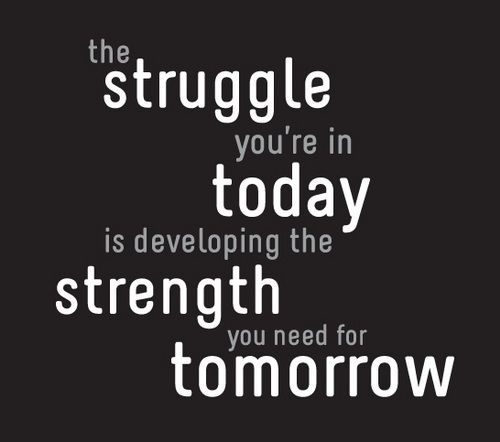 the
struggle
you're in
today
is developing the
strength
you need for
tomorrow